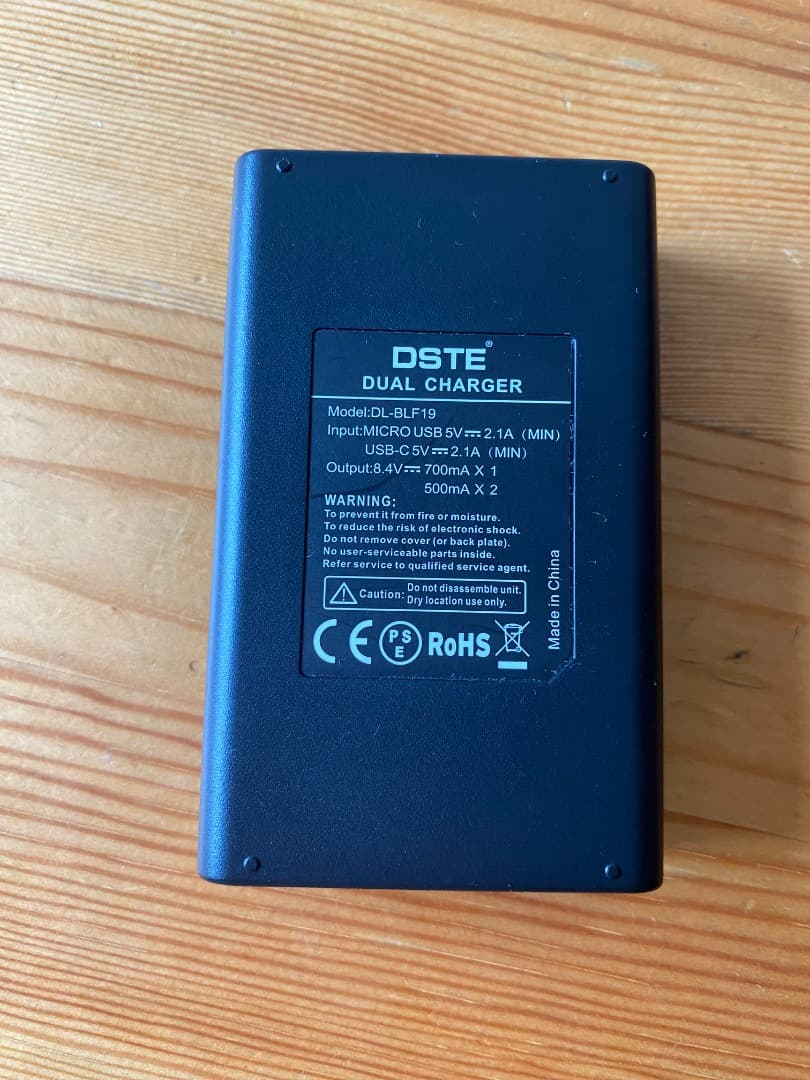 DSTE®
DUAL CHARGER
Model:DL-BLF19
Input:MICRO USB 5V⎓2.1A (MIN)
USB-C 5V⎓2.1A (MIN)
Output:8.4V⎓ 700mA X 1
500mA X 2
WARNING:
To prevent it from fire or moisture.
To reduce the risk of electronic shock.
Do not remove cover (or back plate).
No user-serviceable parts inside.
Refer service to qualified service agent.
Caution: Do not disassemble unit.
Dry location use only.
CE PSE RoHS
Made in China